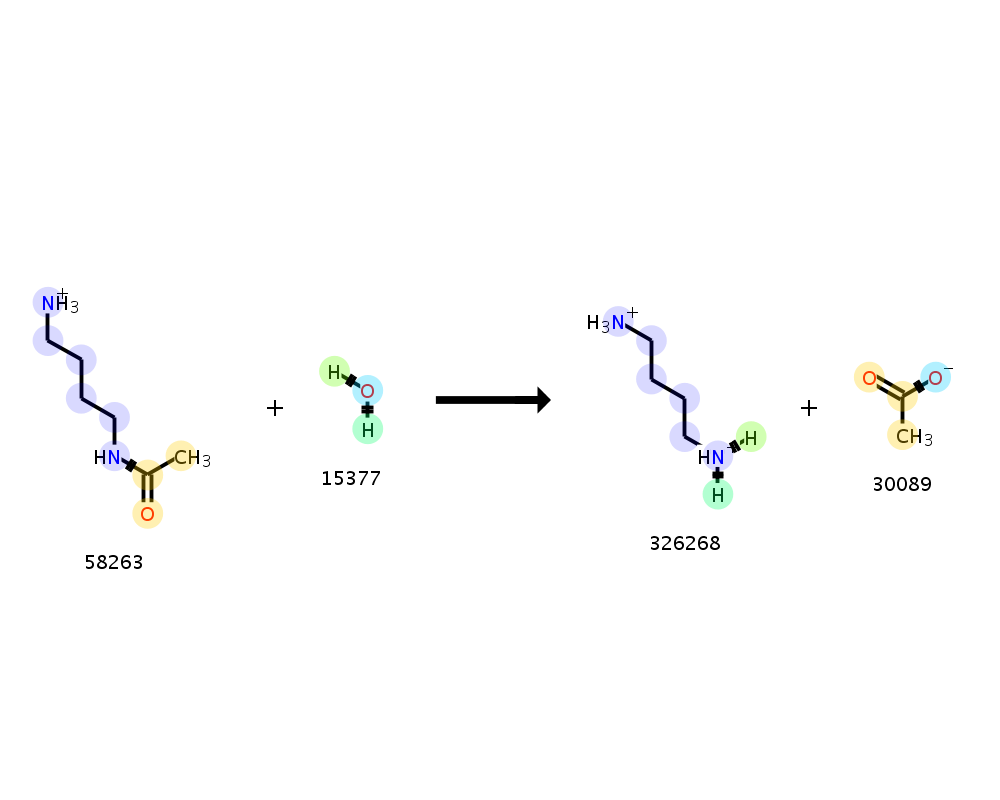 NH3+
HN
CH3
O
58263
+
H
O
H
15377
H3N+
HN+
H
H
326268
+
O
O−
CH3
30089